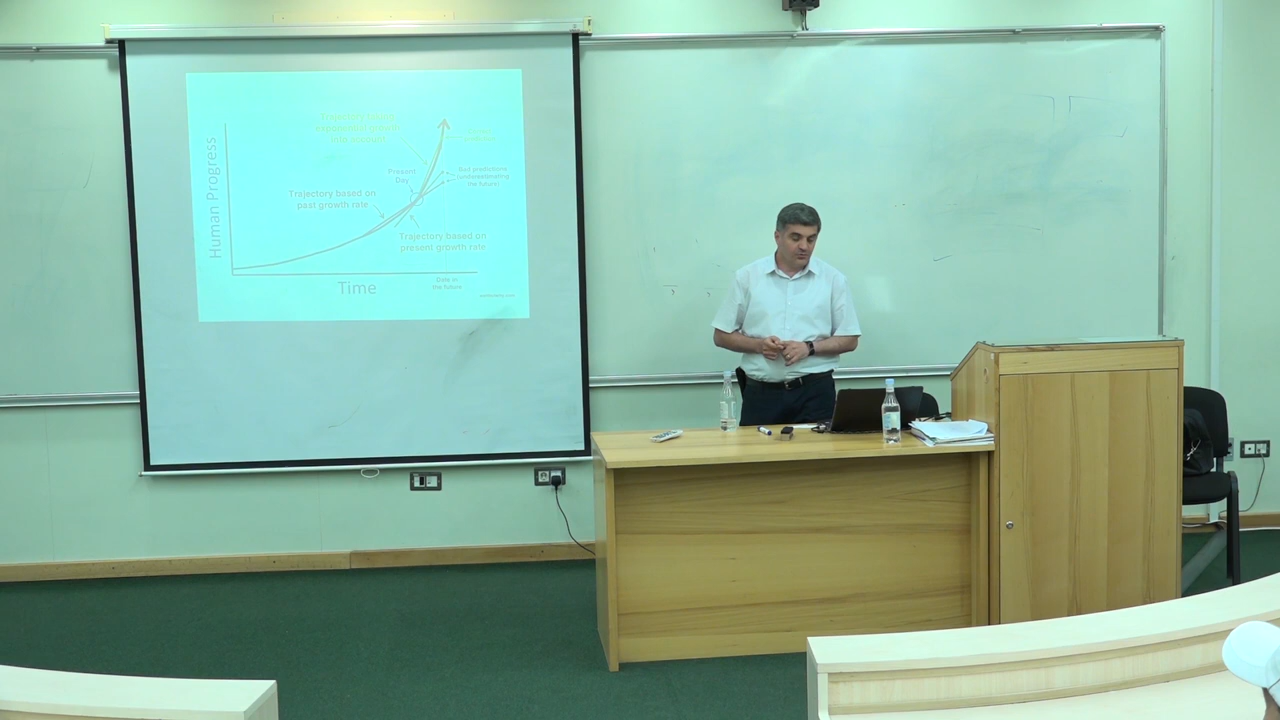 Human Progress
Trajectory based on
past growth rate
Present
Day
Trajectory taking
exponential growth
into account
Bad predictions
(underestimating
the future)
Trajectory based on
present growth rate
Time
Date in
the future